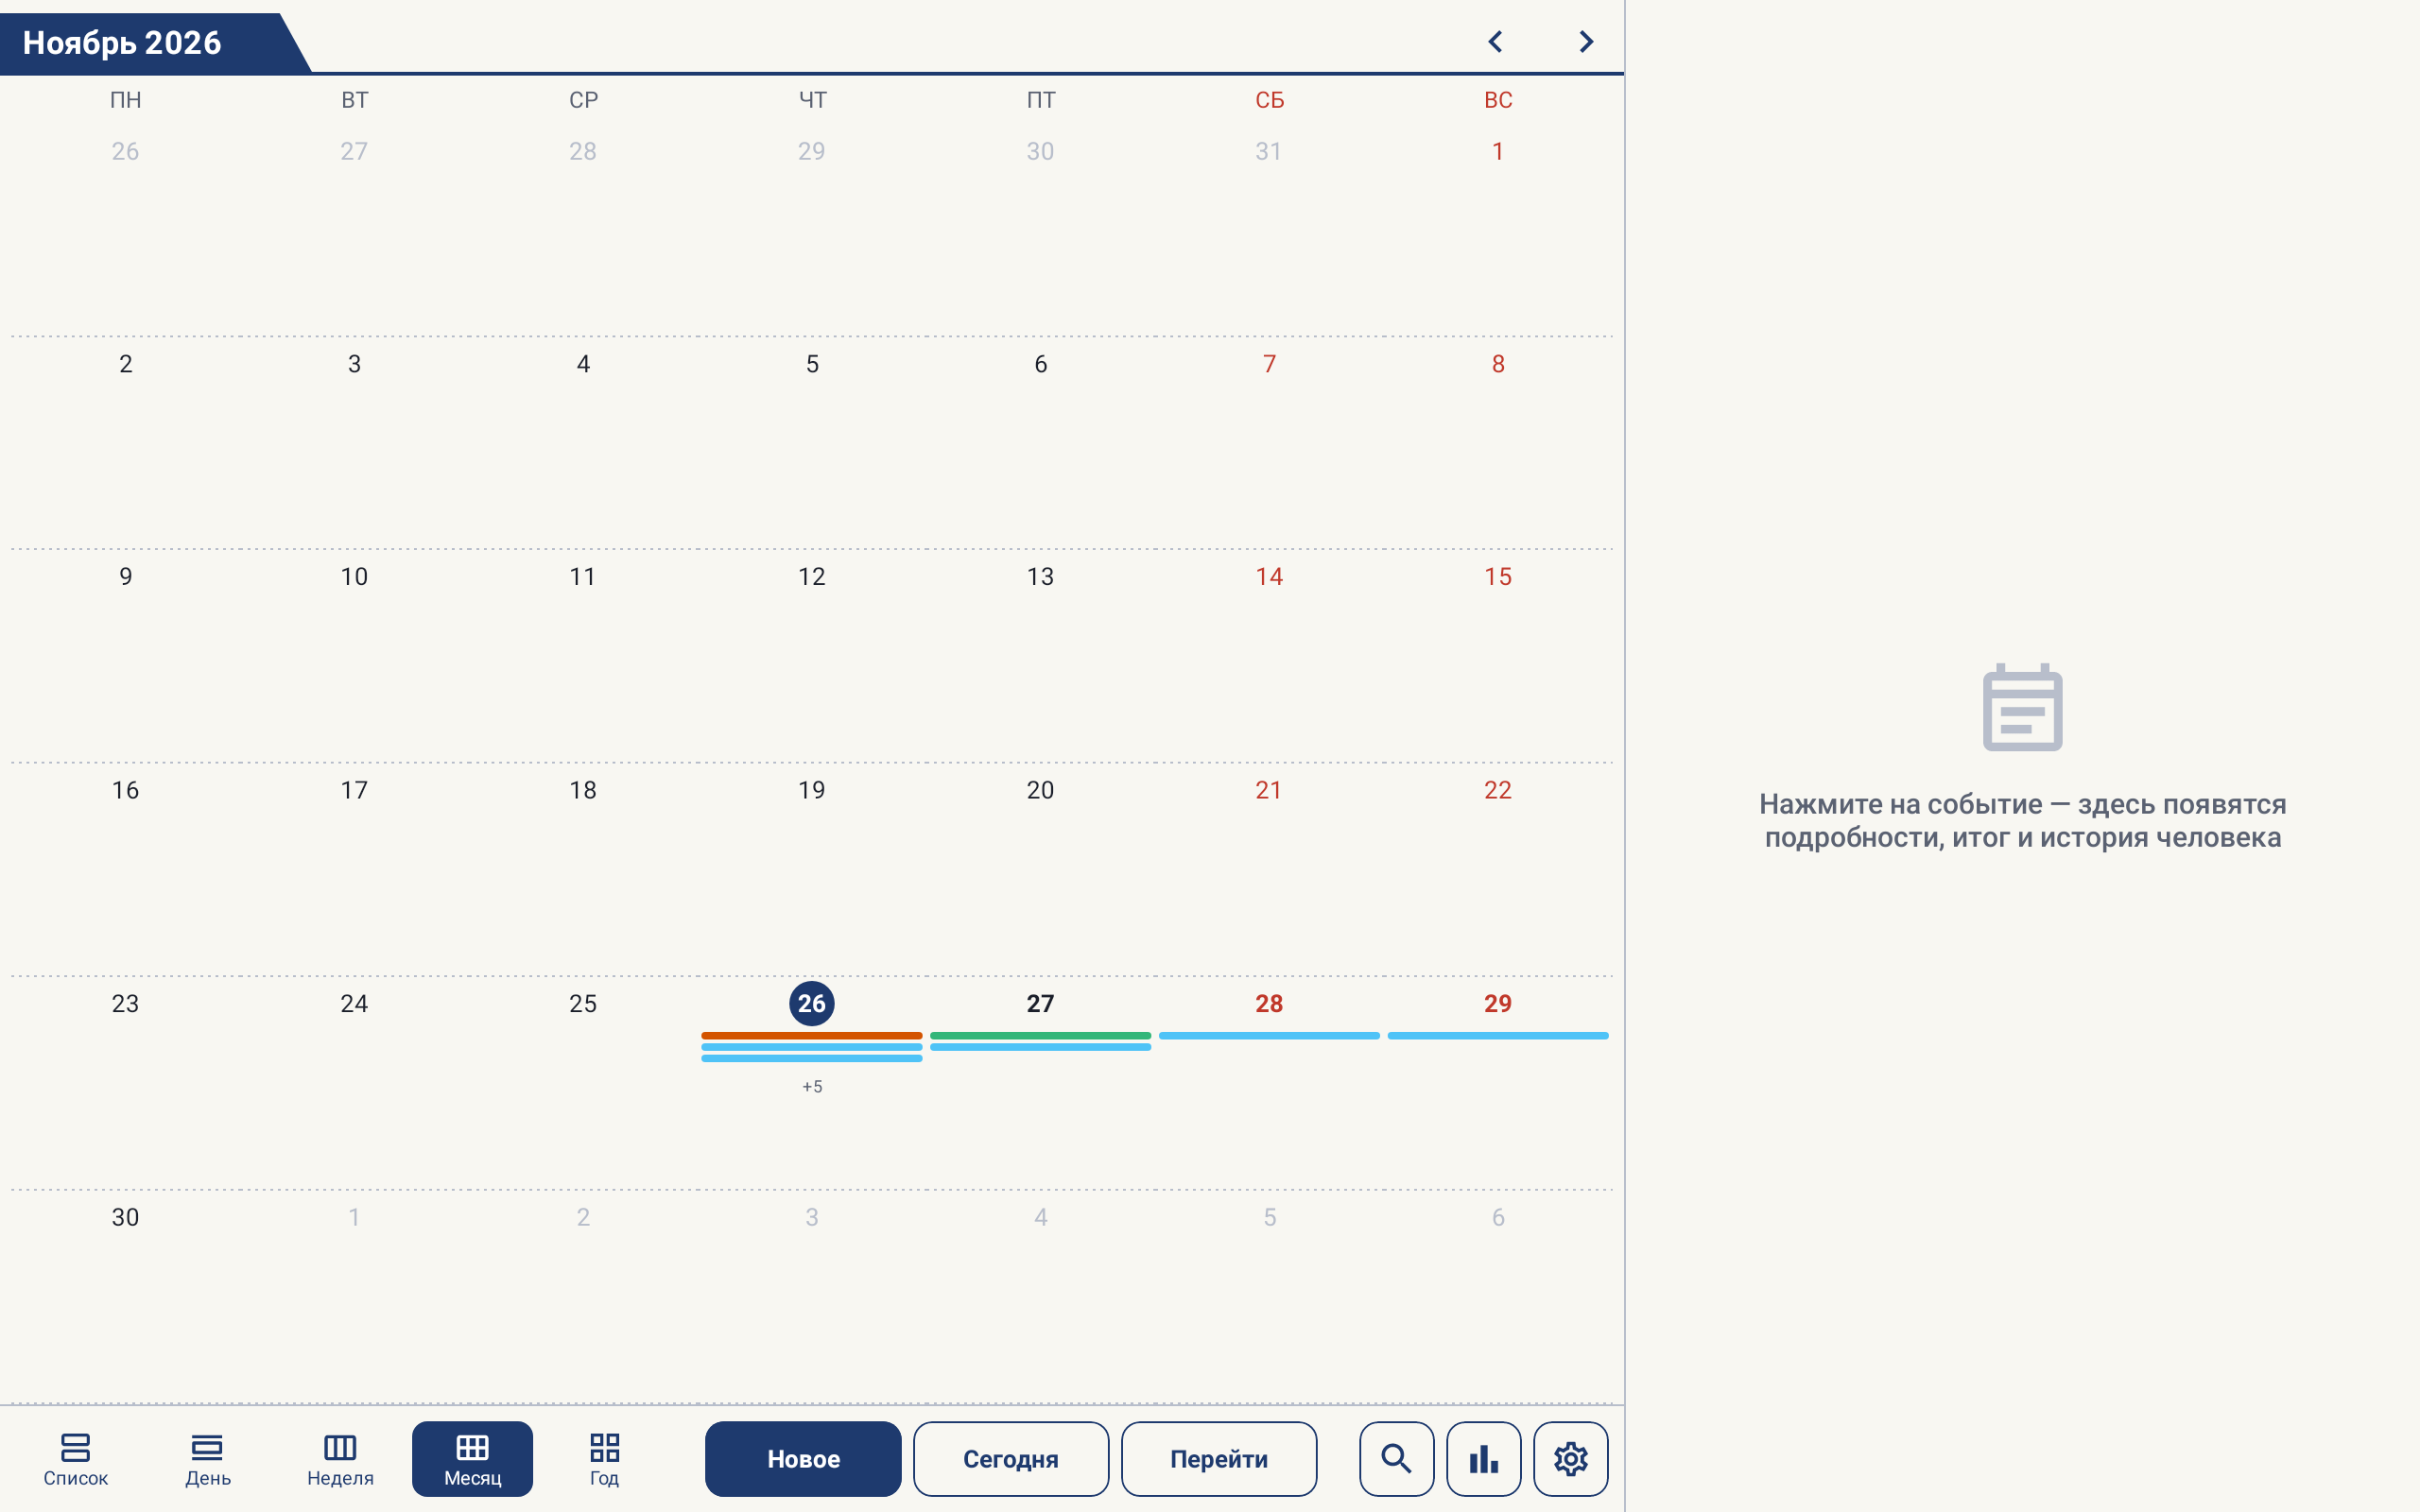 Ноябрь 2026
ПН ВТ СР ЧТ ПТ СБ ВС
26 27 28 29 30 31 1
2 3 4 5 6 7 8
9 10 11 12 13 14 15
16 17 18 19 20 21 22
23 24 25 26 27 28 29
+5
30 1 2 3 4 5 6
Нажмите на событие — здесь появятся
подробности, итог и история человека
Список День Неделя Месяц Год Новое Сегодня Перейти